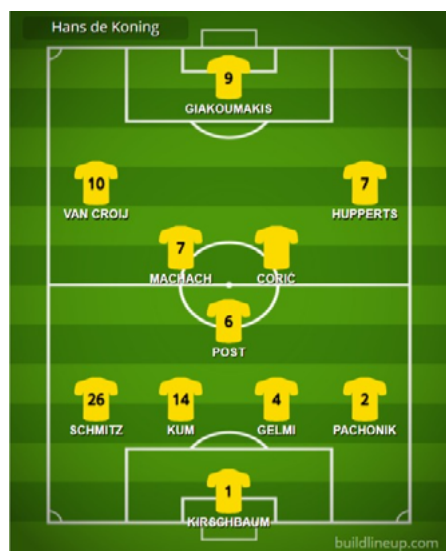 Hans de Koning
9
GIAKOUMAKIS
10
VAN CROIJ
7
HUPPERTS
7
MACHACH
CORIĆ
6
POST
26
SCHMITZ
14
KUM
4
GELMI
2
PACHONIK
1
KIRSCHBAUM
buildlineup.com